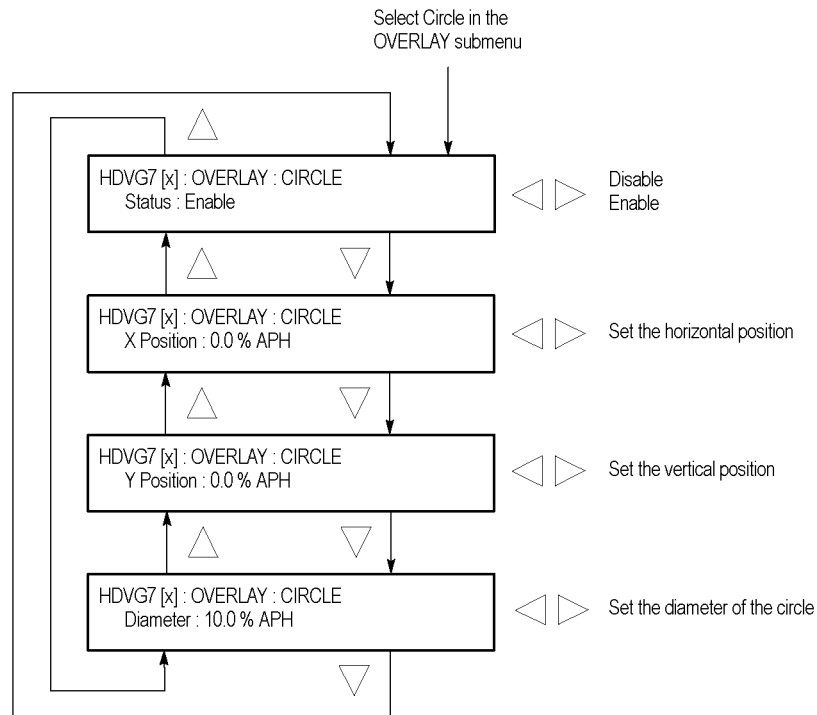 Select Circle in the
OVERLAY submenu
HDVG7 [x] : OVERLAY : CIRCLE
Status : Enable
Disable
Enable
HDVG7 [x] : OVERLAY : CIRCLE
X Position : 0.0 % APH
Set the horizontal position
HDVG7 [x] : OVERLAY : CIRCLE
Y Position : 0.0 % APH
Set the vertical position
HDVG7 [x] : OVERLAY : CIRCLE
Diameter : 10.0 % APH
Set the diameter of the circle